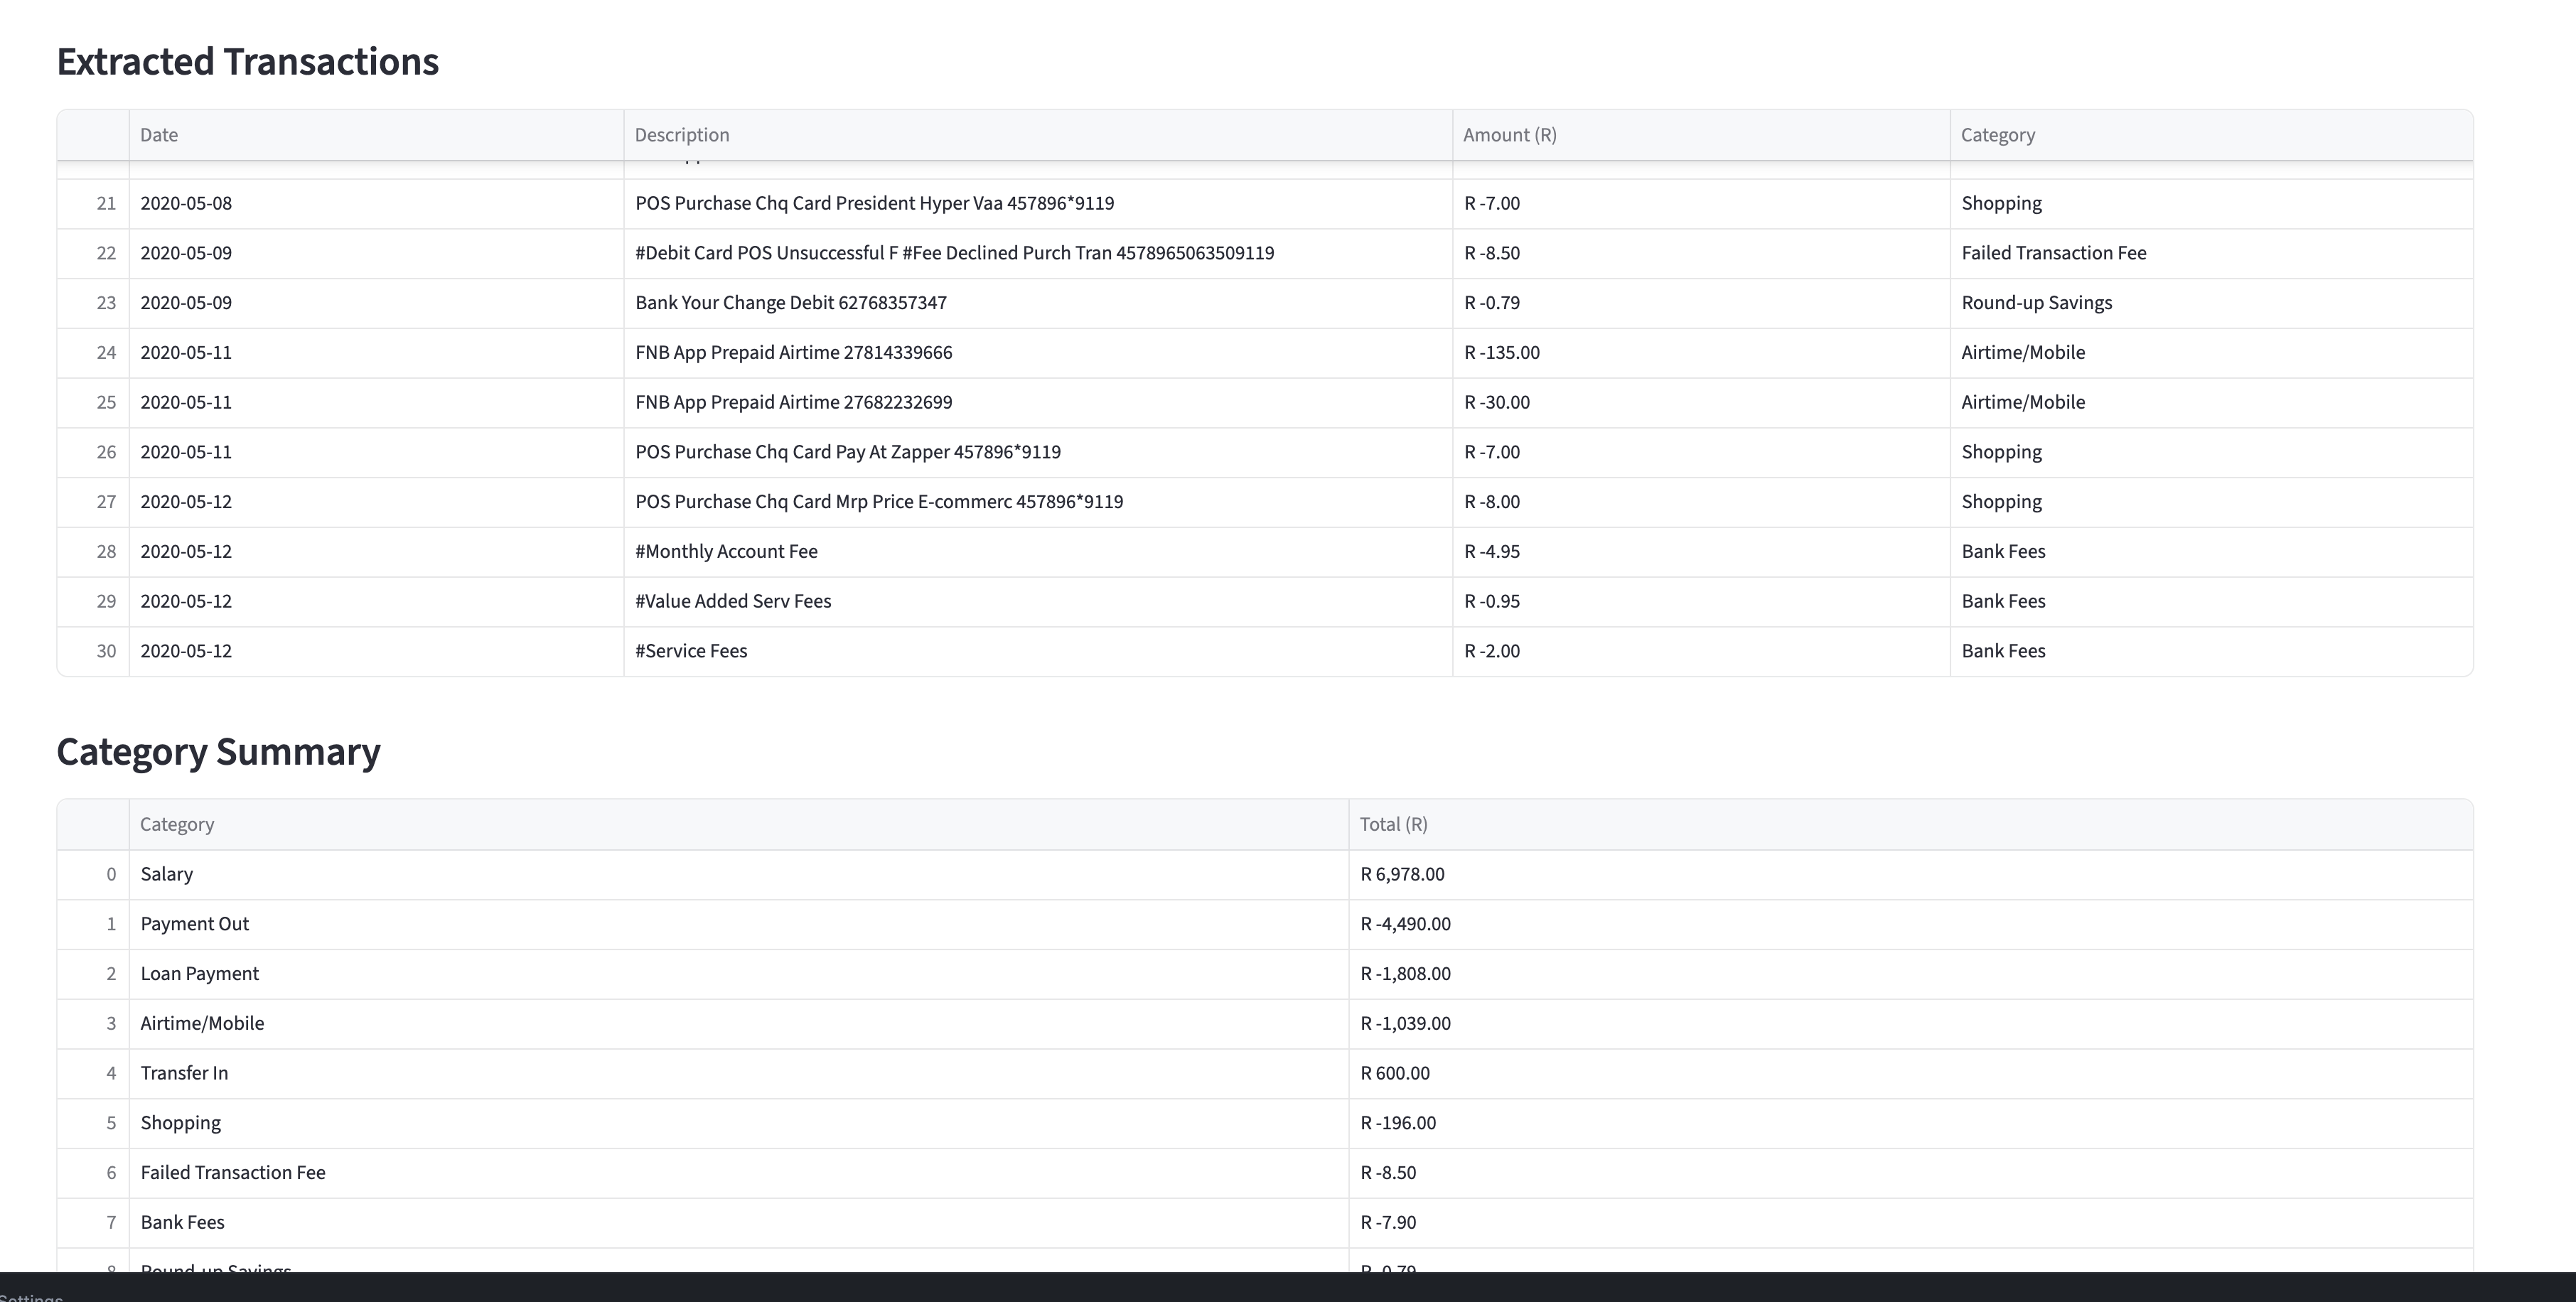 Extracted Transactions
Date Description Amount (R) Category
21 2020-05-08 POS Purchase Chq Card President Hyper Vaa 457896*9119 R -7.00 Shopping
22 2020-05-09 #Debit Card POS Unsuccessful F #Fee Declined Purch Tran 4578965063509119 R -8.50 Failed Transaction Fee
23 2020-05-09 Bank Your Change Debit 62768357347 R -0.79 Round-up Savings
24 2020-05-11 FNB App Prepaid Airtime 27814339666 R -135.00 Airtime/Mobile
25 2020-05-11 FNB App Prepaid Airtime 27682232699 R -30.00 Airtime/Mobile
26 2020-05-11 POS Purchase Chq Card Pay At Zapper 457896*9119 R -7.00 Shopping
27 2020-05-12 POS Purchase Chq Card Mrp Price E-commerc 457896*9119 R -8.00 Shopping
28 2020-05-12 #Monthly Account Fee R -4.95 Bank Fees
29 2020-05-12 #Value Added Serv Fees R -0.95 Bank Fees
30 2020-05-12 #Service Fees R -2.00 Bank Fees
Category Summary
Category Total (R)
0 Salary R 6,978.00
1 Payment Out R -4,490.00
2 Loan Payment R -1,808.00
3 Airtime/Mobile R -1,039.00
4 Transfer In R 600.00
5 Shopping R -196.00
6 Failed Transaction Fee R -8.50
7 Bank Fees R -7.90
8 Round-up Savings R -0.79
Settings